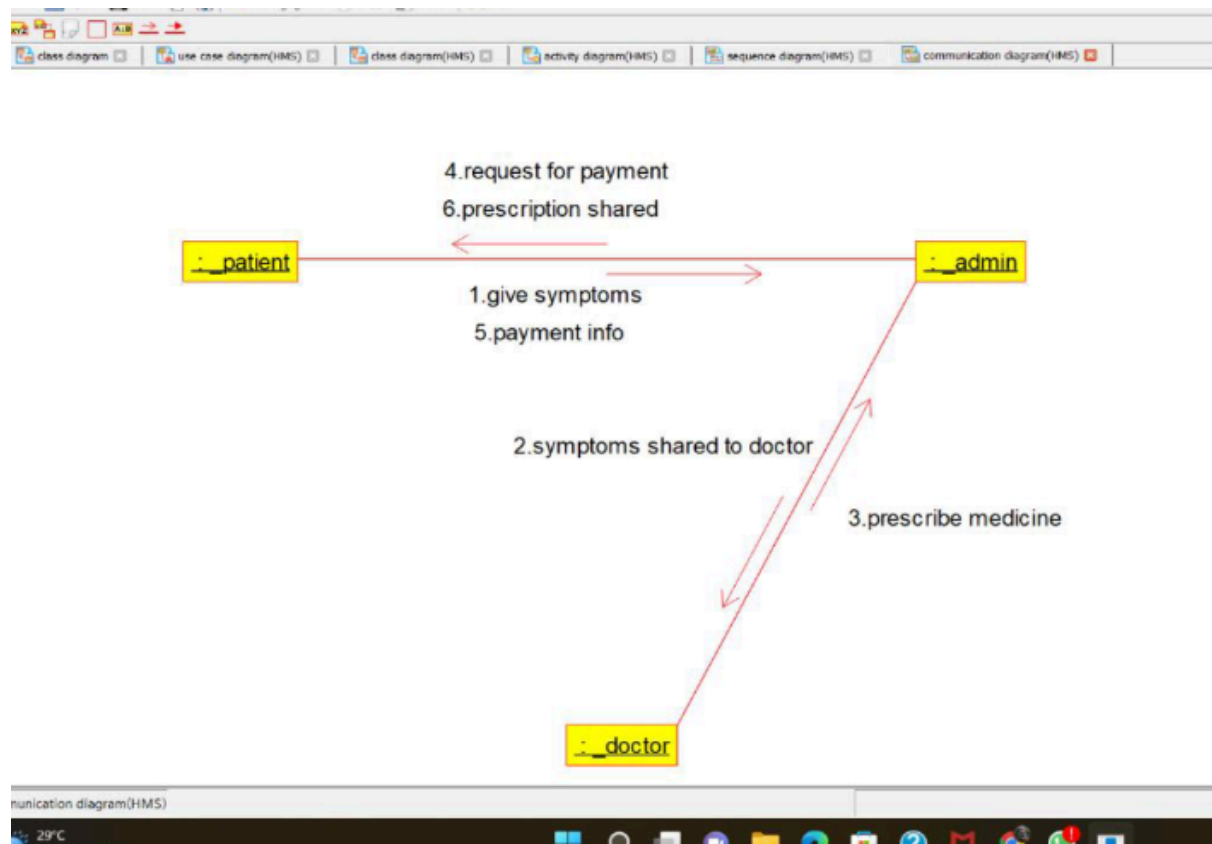 class diagram
use case diagram(HMS)
class diagram(HMS)
activity diagram(HMS)
sequence diagram(HMS)
communication diagram(HMS)
4.request for payment
6.prescription shared
: _patient
: _admin
1.give symptoms
5.payment info
2.symptoms shared to doctor
3.prescribe medicine
: _doctor
munication diagram(HMS)
29°C